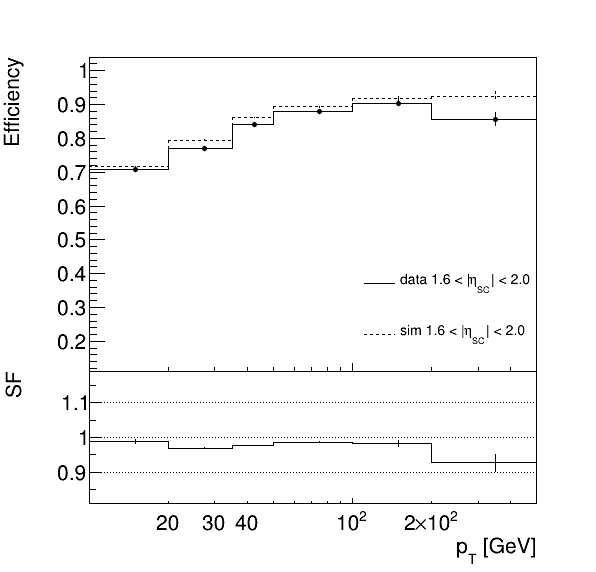 Efficiency
1
0.9
0.8
0.7
0.6
0.5
0.4
0.3
0.2
data 1.6 < |η_SC| < 2.0
sim 1.6 < |η_SC| < 2.0
SF
1.1
1
0.9
20 30 40 10² 2×10²
p_T [GeV]